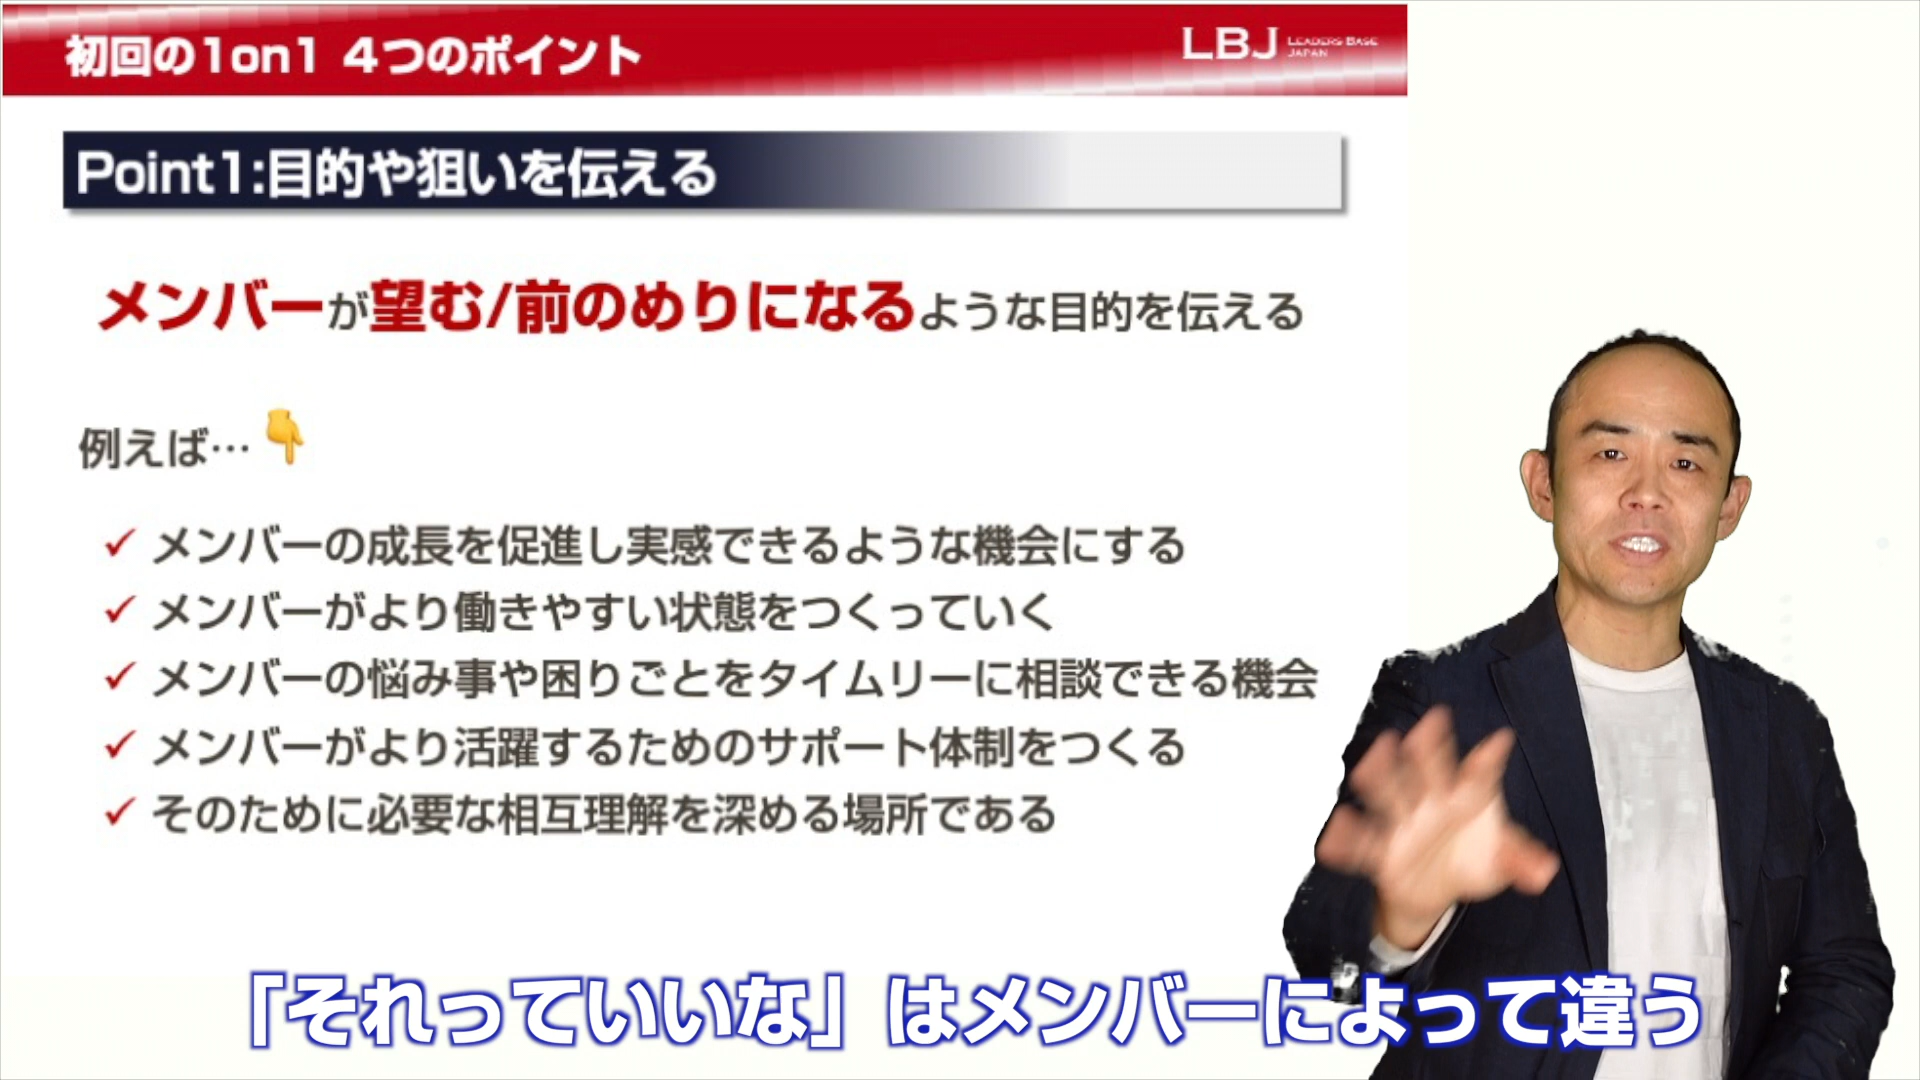 初回の1on1 4つのポイント
LBJ LEADERS BASE JAPAN
Point1:目的や狙いを伝える
メンバーが望む/前のめりになるような目的を伝える
例えば…
メンバーの成長を促進し実感できるような機会にする
メンバーがより働きやすい状態をつくっていく
メンバーの悩み事や困りごとをタイムリーに相談できる機会
メンバーがより活躍するためのサポート体制をつくる
そのために必要な相互理解を深める場所である
「それっていいな」はメンバーによって違う